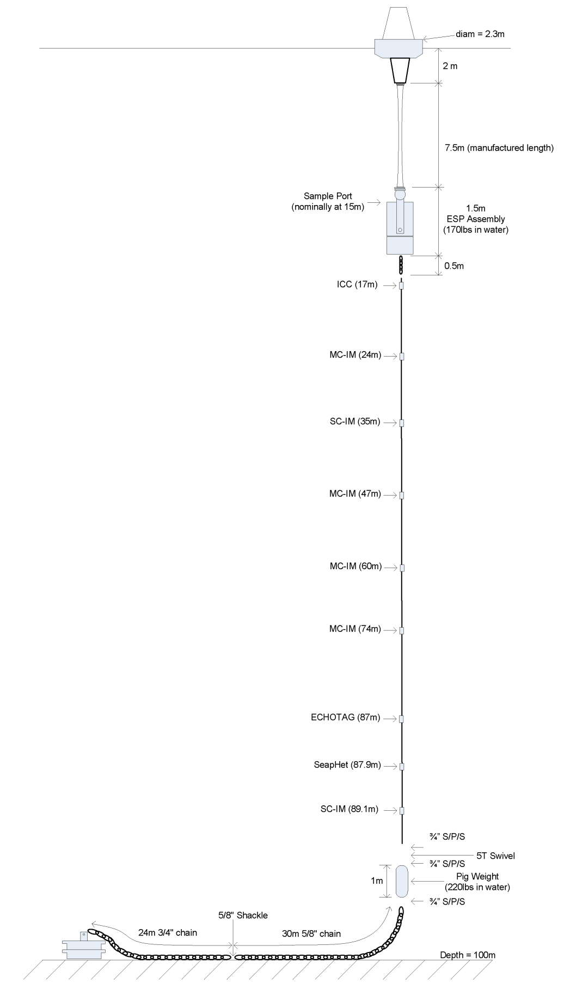 diam = 2.3m
2 m
7.5m (manufactured length)
Sample Port
(nominally at 15m)
1.5m
ESP Assembly
(170lbs in water)
0.5m
ICC (17m)
MC-IM (24m)
SC-IM (35m)
MC-IM (47m)
MC-IM (60m)
MC-IM (74m)
ECHOTAG (87m)
SeapHet (87.9m)
SC-IM (89.1m)
¾” S/P/S
5T Swivel
¾” S/P/S
1m
Pig Weight
(220lbs in water)
¾” S/P/S
5/8" Shackle
24m 3/4" chain
30m 5/8" chain
Depth = 100m